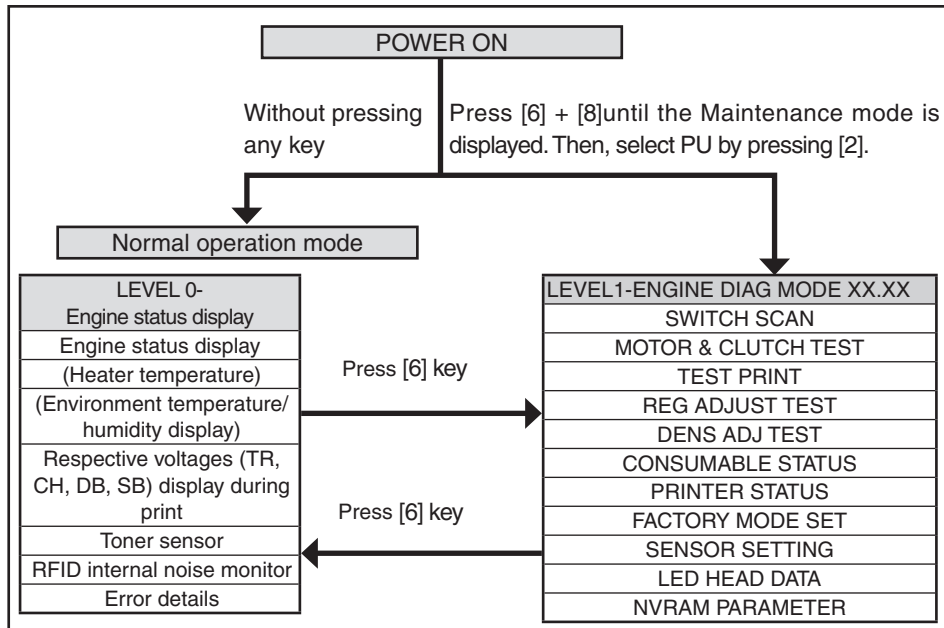 POWER ON
Without pressing
any key
Press [6] + [8]until the Maintenance mode is
displayed. Then, select PU by pressing [2].
Normal operation mode
LEVEL 0-
Engine status display
Engine status display
(Heater temperature)
(Environment temperature/
humidity display)
Respective voltages (TR,
CH, DB, SB) display during
print
Toner sensor
RFID internal noise monitor
Error details
Press [6] key
Press [6] key
LEVEL1-ENGINE DIAG MODE XX.XX
SWITCH SCAN
MOTOR & CLUTCH TEST
TEST PRINT
REG ADJUST TEST
DENS ADJ TEST
CONSUMABLE STATUS
PRINTER STATUS
FACTORY MODE SET
SENSOR SETTING
LED HEAD DATA
NVRAM PARAMETER